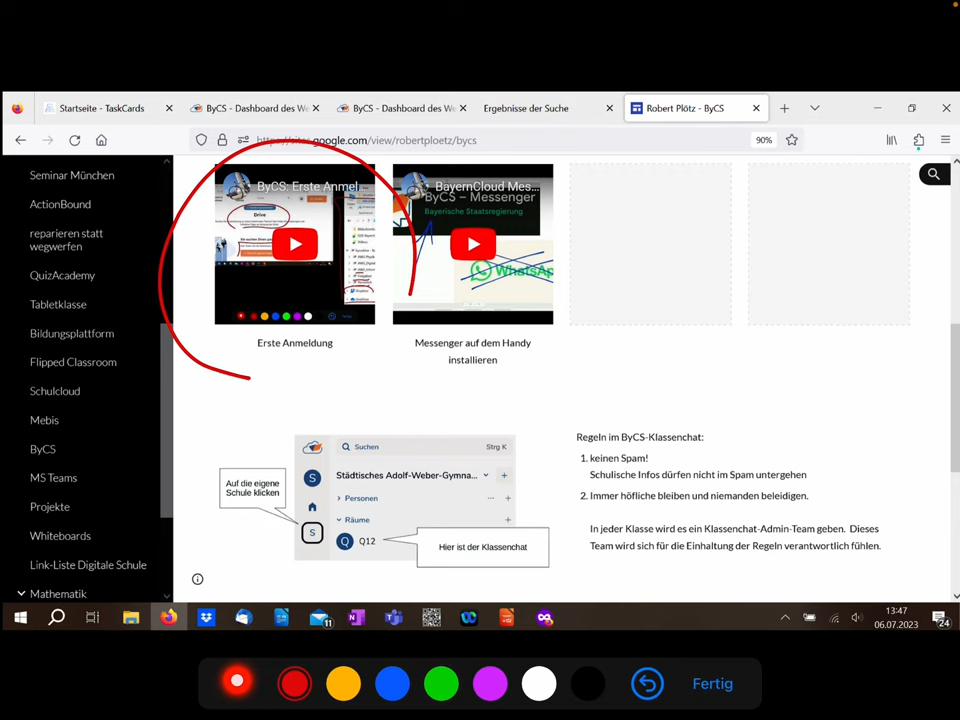 Startseite - TaskCards
ByCS - Dashboard des We
ByCS - Dashboard des We
Ergebnisse der Suche
Robert Plötz - ByCS
https://sites.google.com/view/robertploetz/bycs
90%
Seminar München
ActionBound
reparieren statt
wegwerfen
QuizAcademy
Tabletklasse
Bildungsplattform
Flipped Classroom
Schulcloud
Mebis
ByCS
MS Teams
Projekte
Whiteboards
Link-Liste Digitale Schule
Mathematik
ByCS: Erste Anmel...
Drive
BayernCloud Mes...
ByCS – Messenger
Bayerische Staatsregierung
WhatsAp
Erste Anmeldung
Messenger auf dem Handy
installieren
Auf die eigene
Schule klicken
Suchen
Strg K
S
Städtisches Adolf-Weber-Gymna...
Personen
Räume
S
Q
Q12
Hier ist der Klassenchat
Regeln im ByCS-Klassenchat:
1. keinen Spam!
Schulische Infos dürfen nicht im Spam untergehen
2. Immer höfliche bleiben und niemanden beleidigen.
In jeder Klasse wird es ein Klassenchat-Admin-Team geben. Dieses
Team wird sich für die Einhaltung der Regeln verantwortlich fühlen.
11
13:47
06.07.2023
24
Fertig